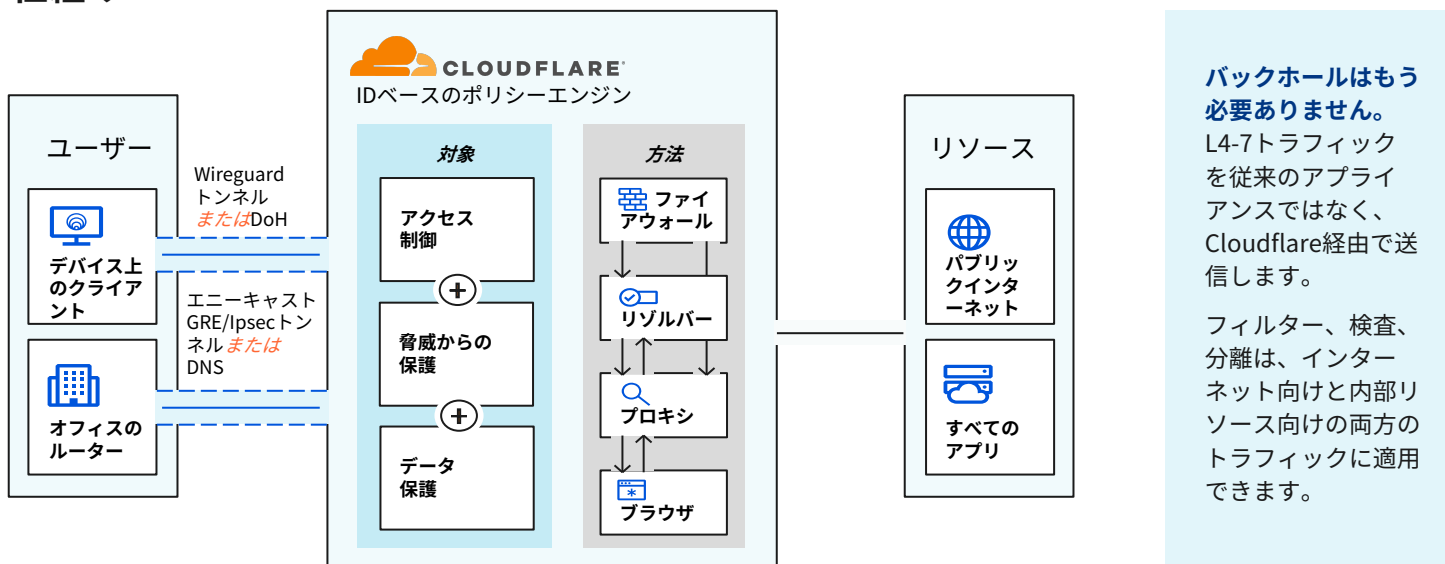 CLOUDFLARE
IDベースのポリシーエンジン
ユーザー
デバイス上
のクライア
ント
オフィスの
ルーター
Wireguard
トンネル
またはDoH
エニーキャスト
GRE/Ipsecトン
ネルまたは
DNS
対象
アクセス
制御
脅威からの
保護
データ
保護
方法
ファイ
アウォール
リゾルバー
プロキシ
ブラウザ
リソース
パブリッ
クインタ
ーネット
すべての
アプリ
バックホールはもう
必要ありません。
L4-7トラフィック
を従来のアプライ
アンスではなく、
Cloudflare経由で送
信します。
フィルター、検査、
分離は、インター
ネット向けと内部リ
ソース向けの両方の
トラフィックに適用
できます。